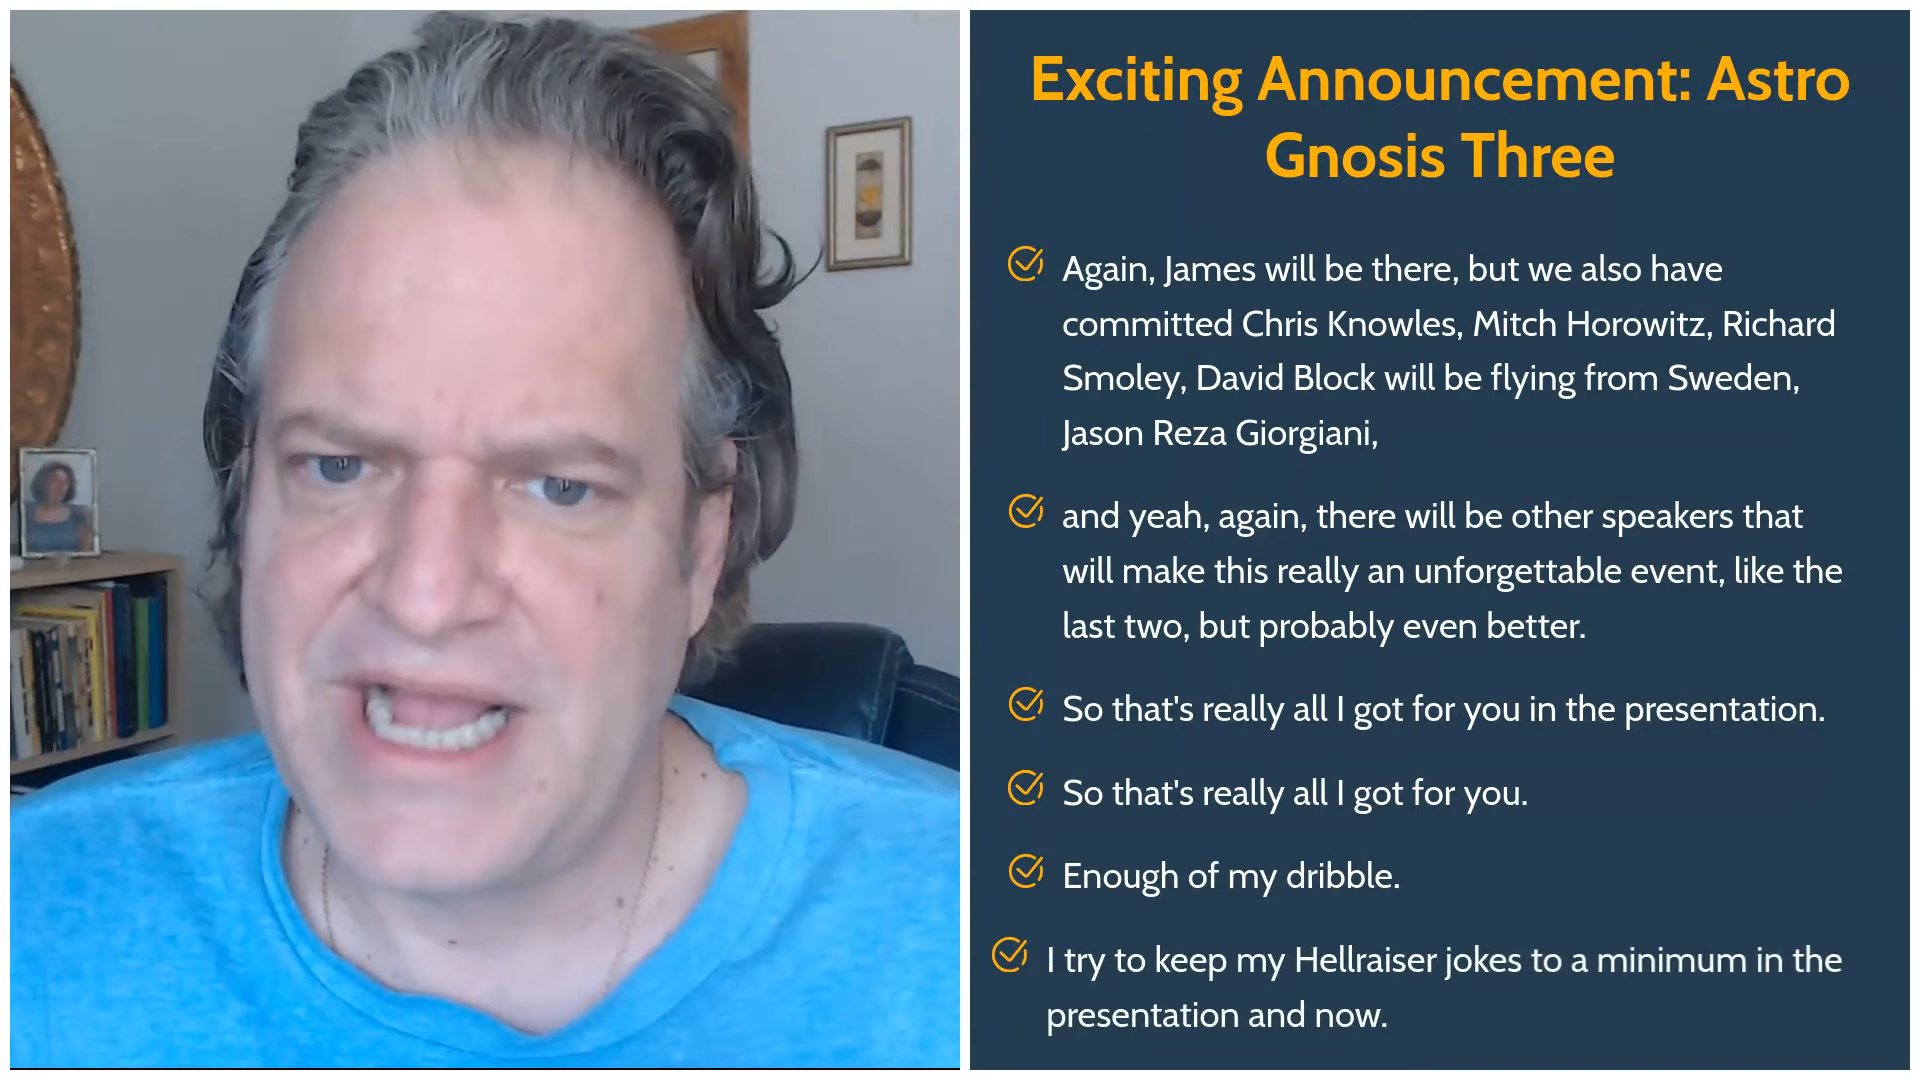 Exciting Announcement: Astro
Gnosis Three
Again, James will be there, but we also have
committed Chris Knowles, Mitch Horowitz, Richard
Smoley, David Block will be flying from Sweden,
Jason Reza Giorgiani,
and yeah, again, there will be other speakers that
will make this really an unforgettable event, like the
last two, but probably even better.
So that's really all I got for you in the presentation.
So that's really all I got for you.
Enough of my dribble.
I try to keep my Hellraiser jokes to a minimum in the
presentation and now.